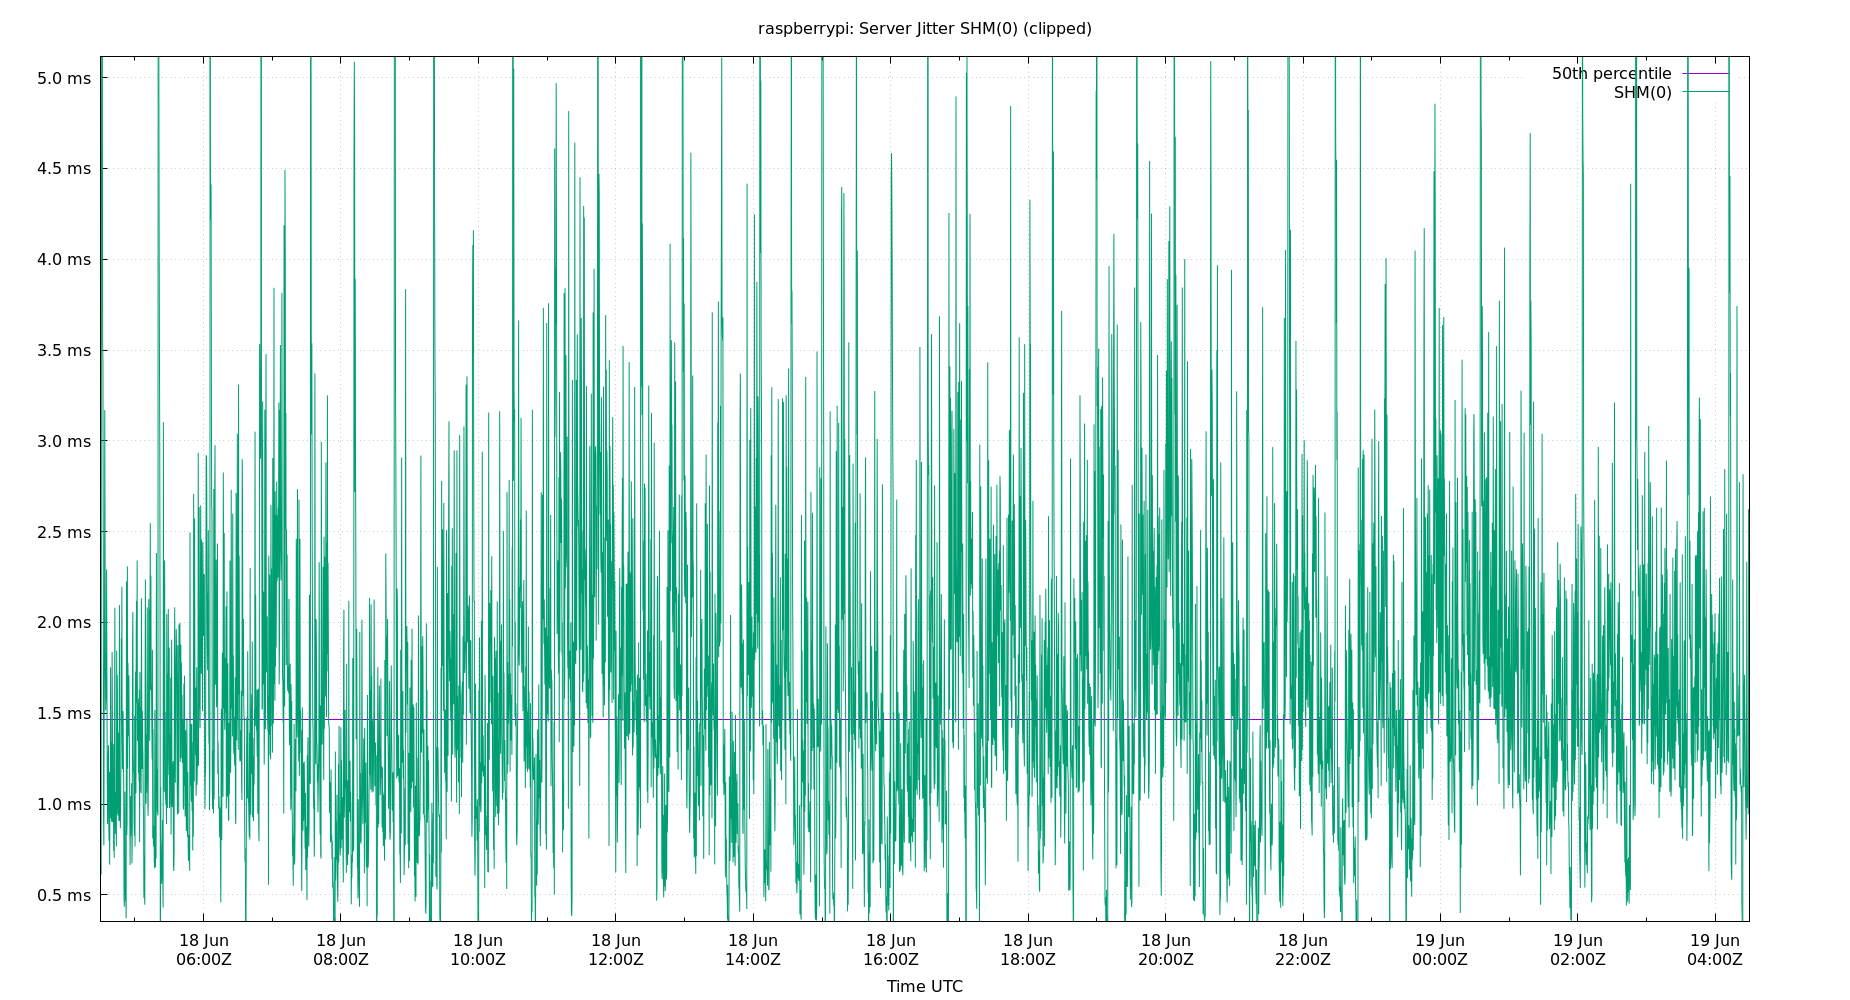 raspberrypi: Server Jitter SHM(0) (clipped)
5.0 ms
4.5 ms
4.0 ms
3.5 ms
3.0 ms
2.5 ms
2.0 ms
1.5 ms
1.0 ms
0.5 ms
50th percentile
SHM(0)
18 Jun 18 Jun 18 Jun 18 Jun 18 Jun 18 Jun 18 Jun 18 Jun 18 Jun 19 Jun 19 Jun 19 Jun
06:00Z 08:00Z 10:00Z 12:00Z 14:00Z 16:00Z 18:00Z 20:00Z 22:00Z 00:00Z 02:00Z 04:00Z
Time UTC